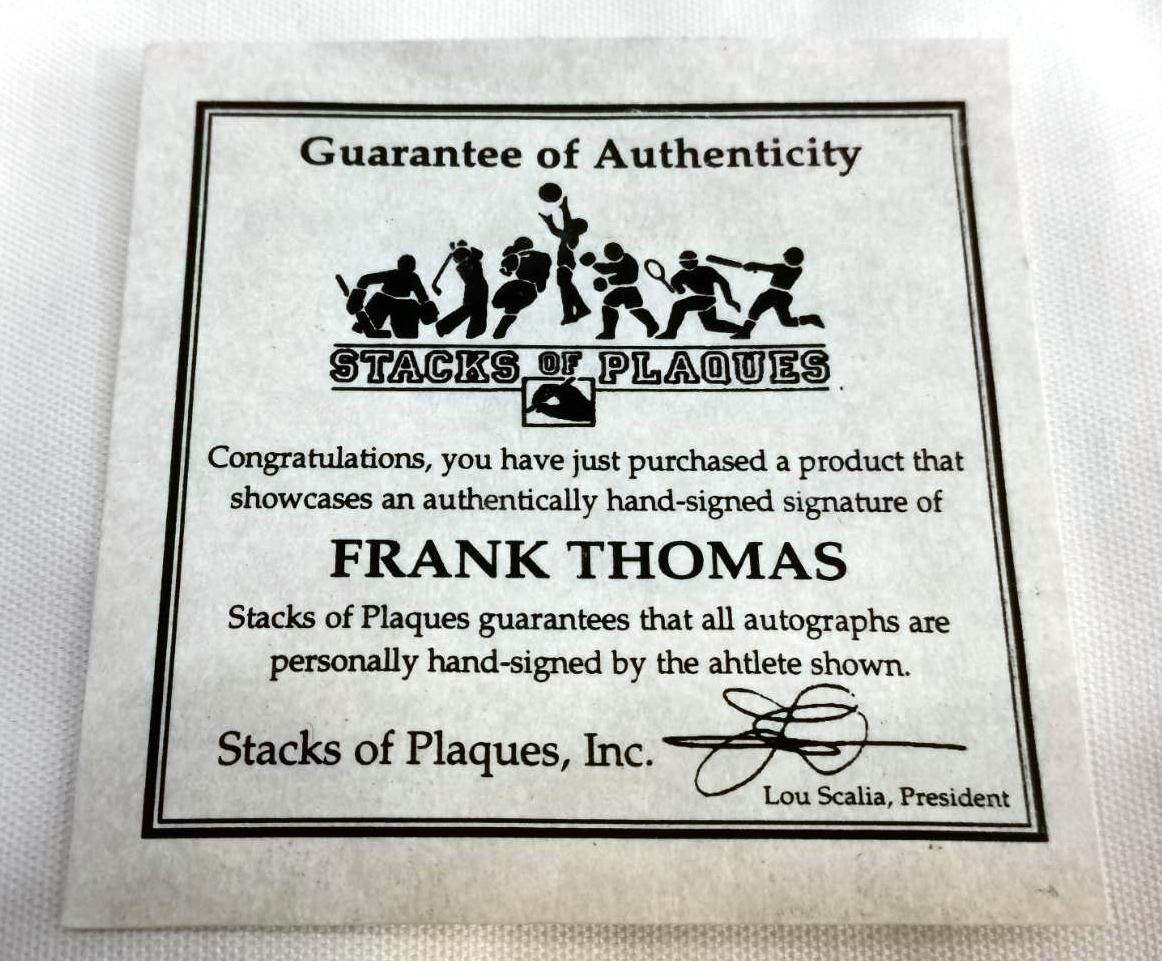 Guarantee of Authenticity
STACKS OF PLAQUES
Congratulations, you have just purchased a product that
showcases an authentically hand-signed signature of
FRANK THOMAS
Stacks of Plaques guarantees that all autographs are
personally hand-signed by the ahtlete shown.
Stacks of Plaques, Inc.
Lou Scalia, President